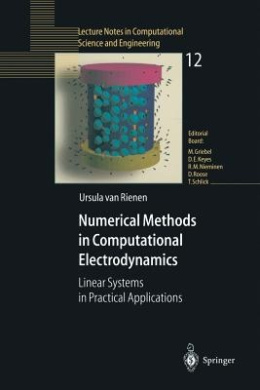 Lecture Notes in Computational
Science and Engineering
12
Editorial
Board:
M. Griebel
D. E. Keyes
R. M. Nieminen
D. Roose
T. Schlick
Ursula van Rienen
Numerical Methods
in Computational
Electrodynamics
Linear Systems
in Practical Applications
Springer